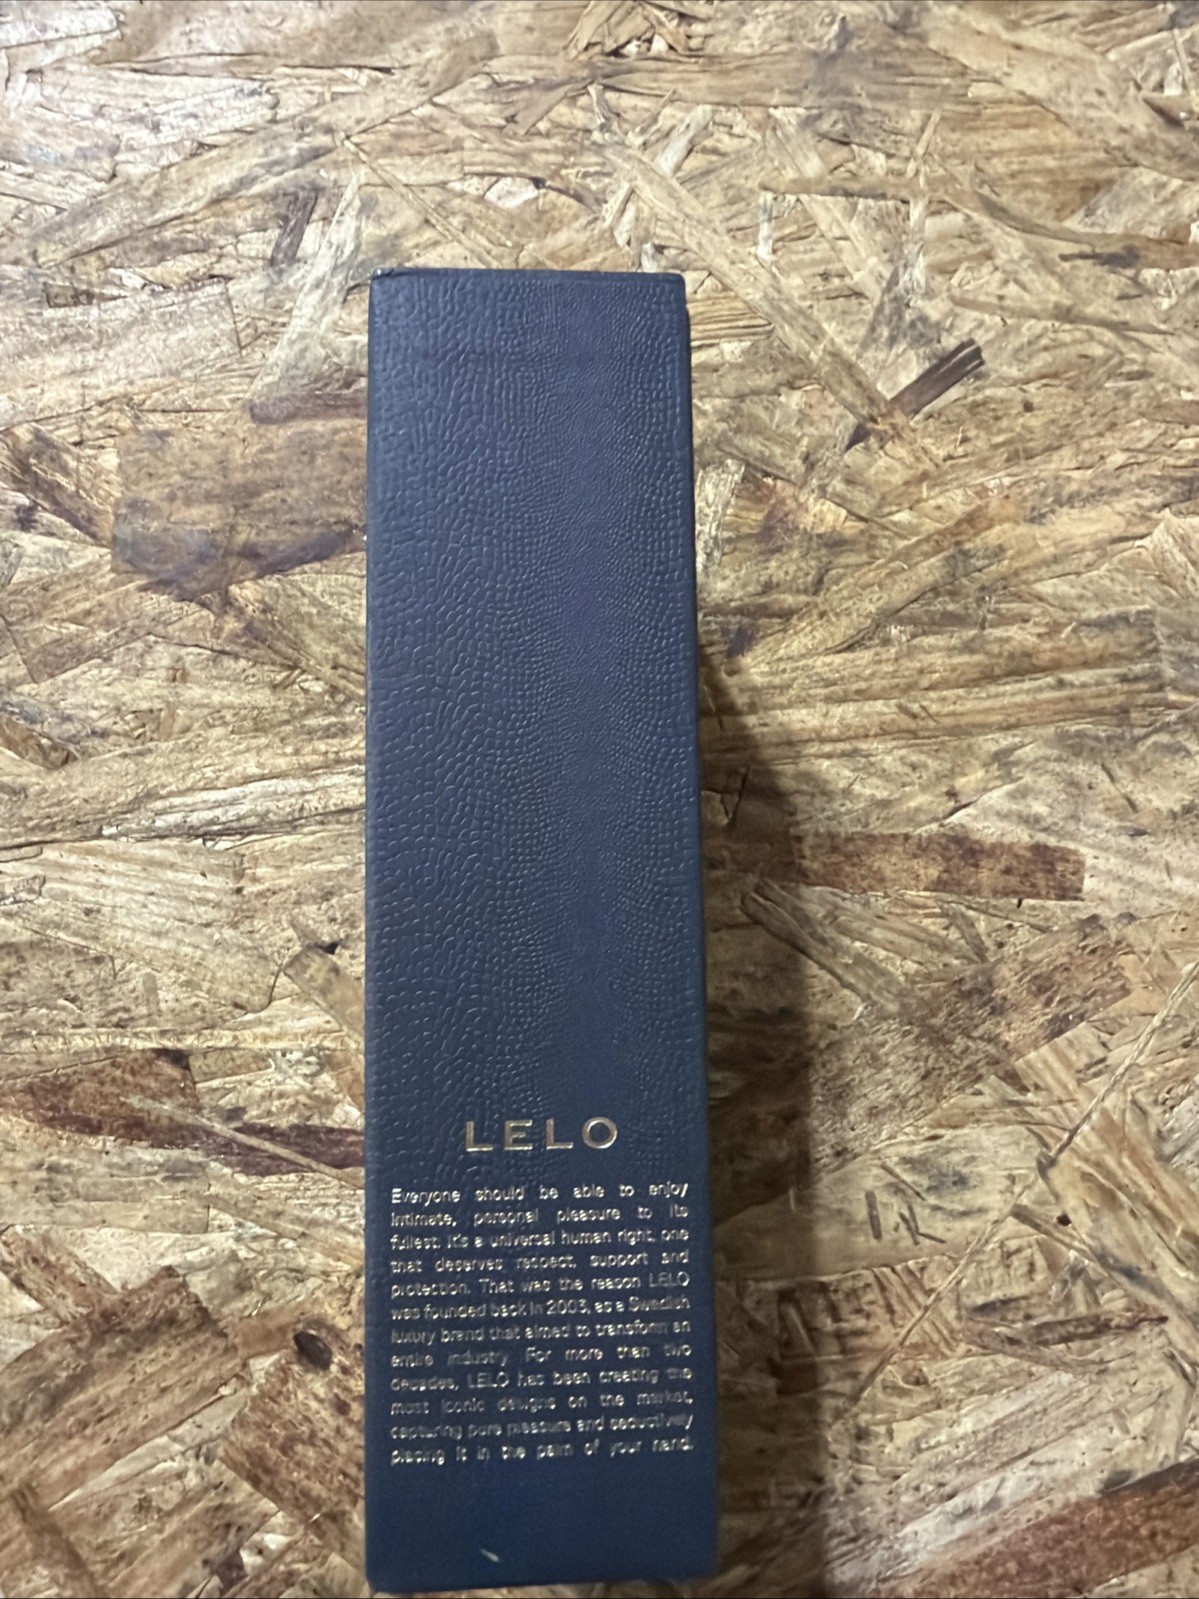 LELO
Everyone should be able to enjoy
intimate, personal pleasure to its
fullest. It's a universal human right, one
that deserves respect, support and
protection. That was the reason LELO
was founded back in 2003, as a Swedish
luxury brand that aimed to transform an
entire industry. For more than two
decades, LELO has been creating the
most iconic designs on the market,
capturing pure pleasure and seductively
placing it in the palm of your hand.